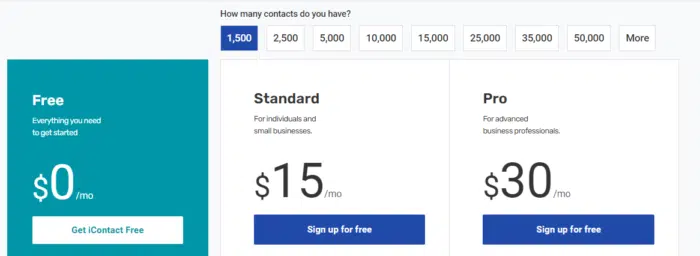 How many contacts do you have?
1,500 2,500 5,000 10,000 15,000 25,000 35,000 50,000 More
Free
Everything you need
to get started
$0/mo
Get iContact Free
Standard
For individuals and
small businesses.
$15/mo
Sign up for free
Pro
For advanced
business professionals.
$30/mo
Sign up for free